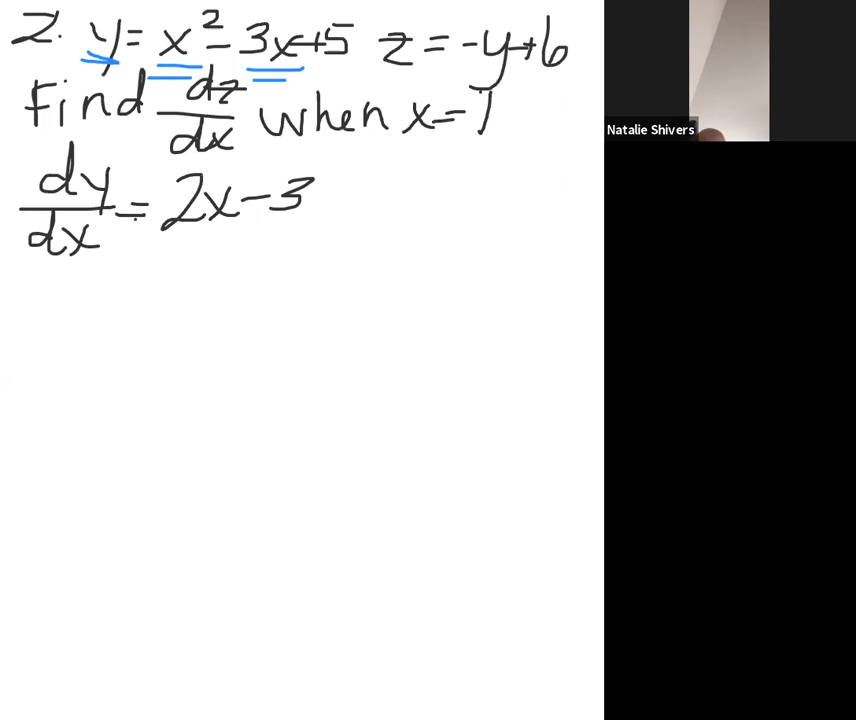 2. y = x² - 3x + 5 z = -y + 6
Find dz/dx when x = 1
dy/dx = 2x - 3
Natalie Shivers